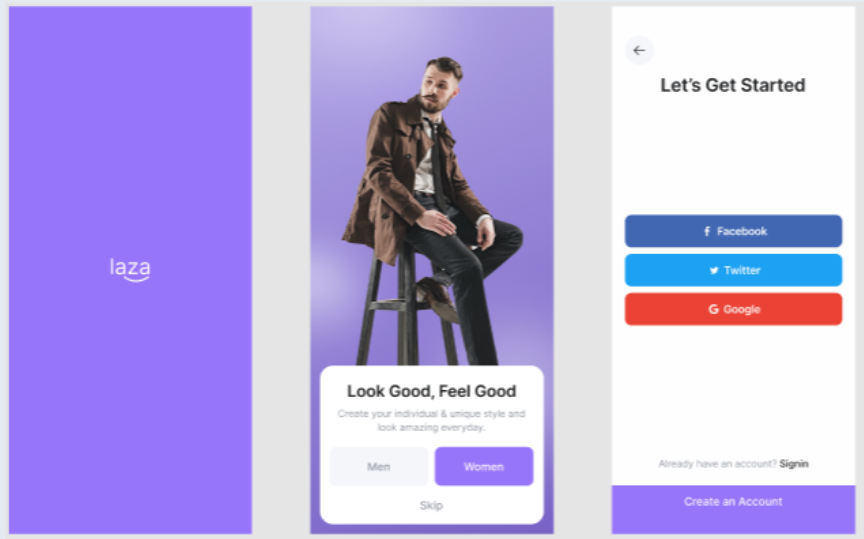 laza
Look Good, Feel Good
Create your individual & unique style and
look amazing everyday.
Men
Women
Skip
Let's Get Started
Facebook
Twitter
Google
Already have an account? Signin
Create an Account